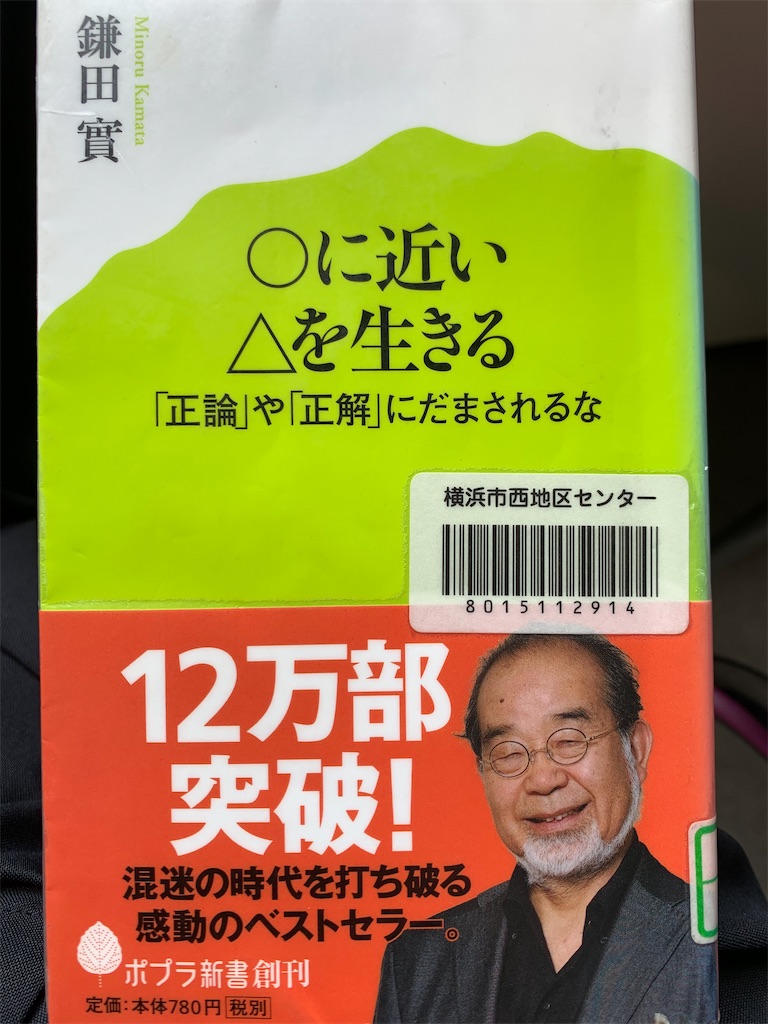 鎌田 實
Minoru Kamata
○に近い
△を生きる
「正論」や「正解」にだまされるな
横浜市西地区センター
8015112914
12万部
突破!
混迷の時代を打ち破る
感動のベストセラー。
ポプラ新書創刊
定価:本体780円 税別